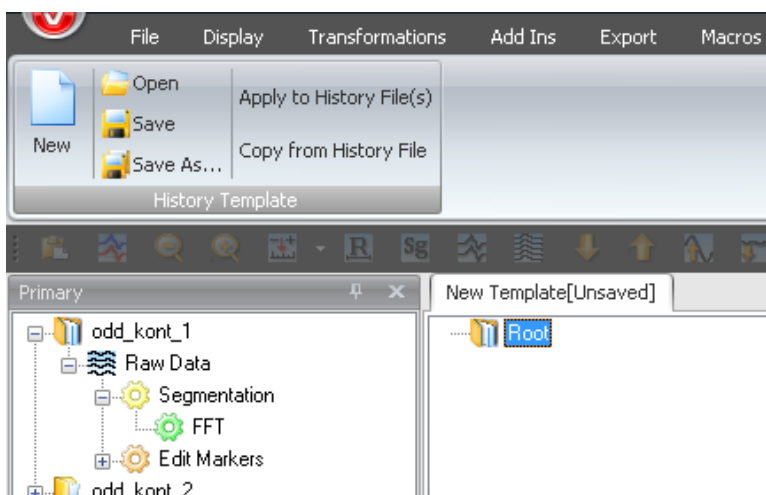 File Display Transformations Add Ins Export Macros
New
Open
Save
Save As...
Apply to History File(s)
Copy from History File
History Template
R Sg
Primary
New Template[Unsaved]
odd_kont_1
Raw Data
Segmentation
FFT
Edit Markers
odd_kont_2
Root